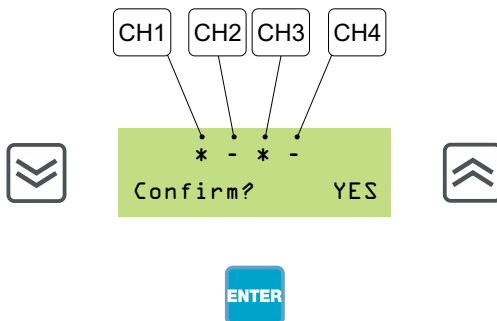 CH1 CH2 CH3 CH4
* - * -
Confirm? YES
ENTER